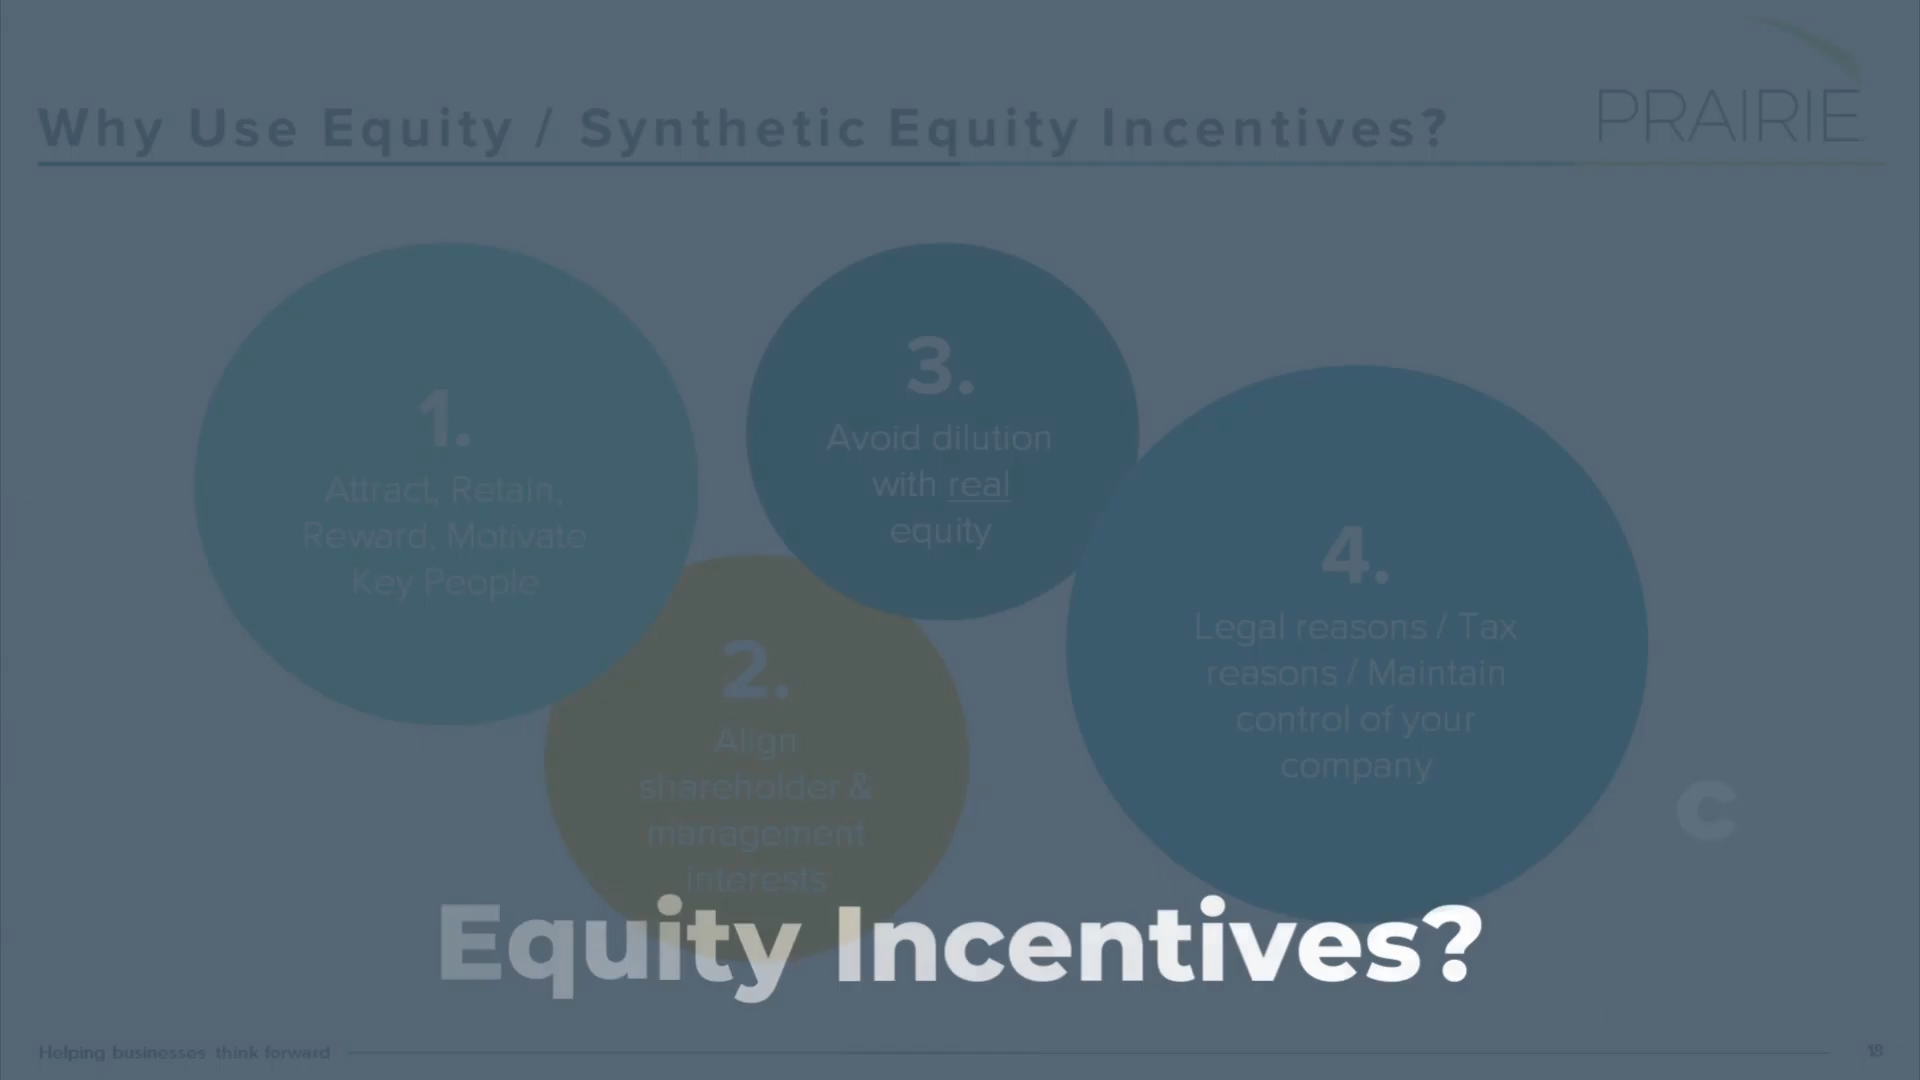 PRAIRIE
Why Use Equity / Synthetic Equity Incentives?
1.
Attract, Retain,
Reward, Motivate
Key People
2.
Align
shareholder &
management
interests
3.
Avoid dilution
with real
equity
4.
Legal reasons / Tax
reasons / Maintain
control of your
company
C
Equity Incentives?
Helping businesses think forward
18